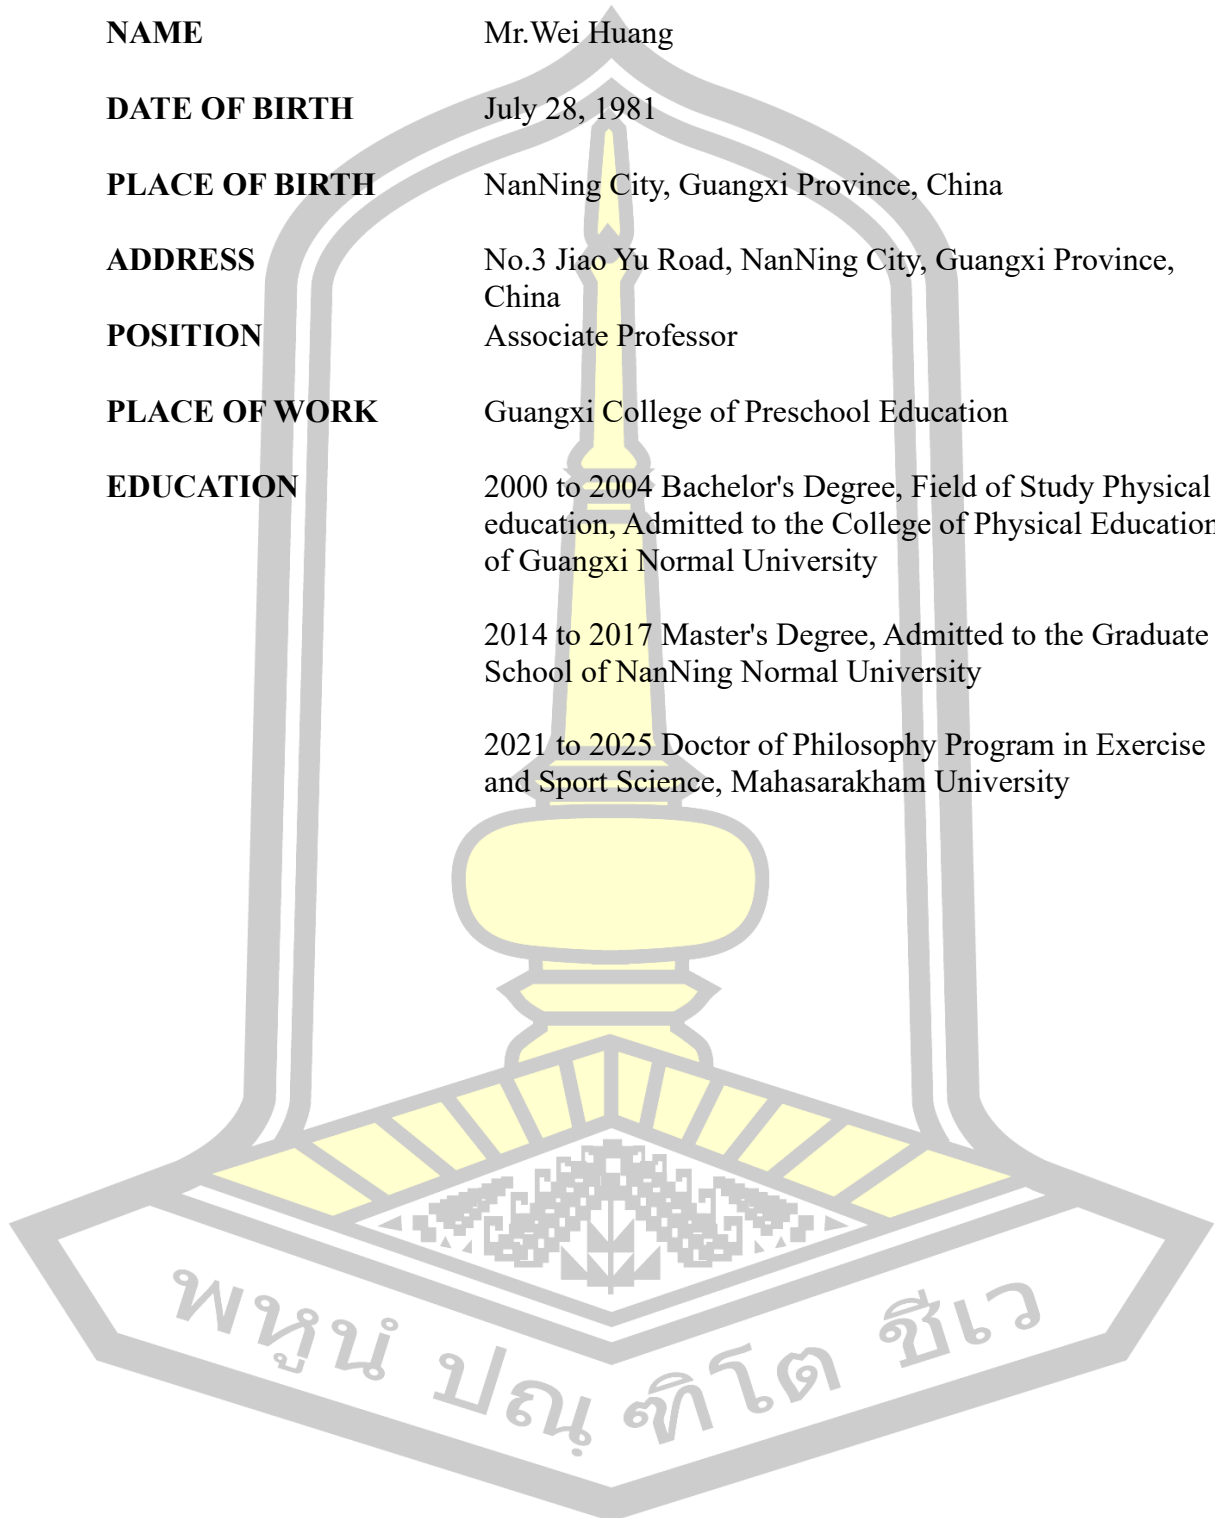 NAME Mr.Wei Huang
DATE OF BIRTH July 28, 1981
PLACE OF BIRTH NanNing City, Guangxi Province, China
ADDRESS No.3 Jiao Yu Road, NanNing City, Guangxi Province,
China
POSITION Associate Professor
PLACE OF WORK Guangxi College of Preschool Education
EDUCATION 2000 to 2004 Bachelor's Degree, Field of Study Physical
education, Admitted to the College of Physical Education
of Guangxi Normal University
2014 to 2017 Master's Degree, Admitted to the Graduate
School of NanNing Normal University
2021 to 2025 Doctor of Philosophy Program in Exercise
and Sport Science, Mahasarakham University
พหูนํ ปณฺฑิโต ชีเว